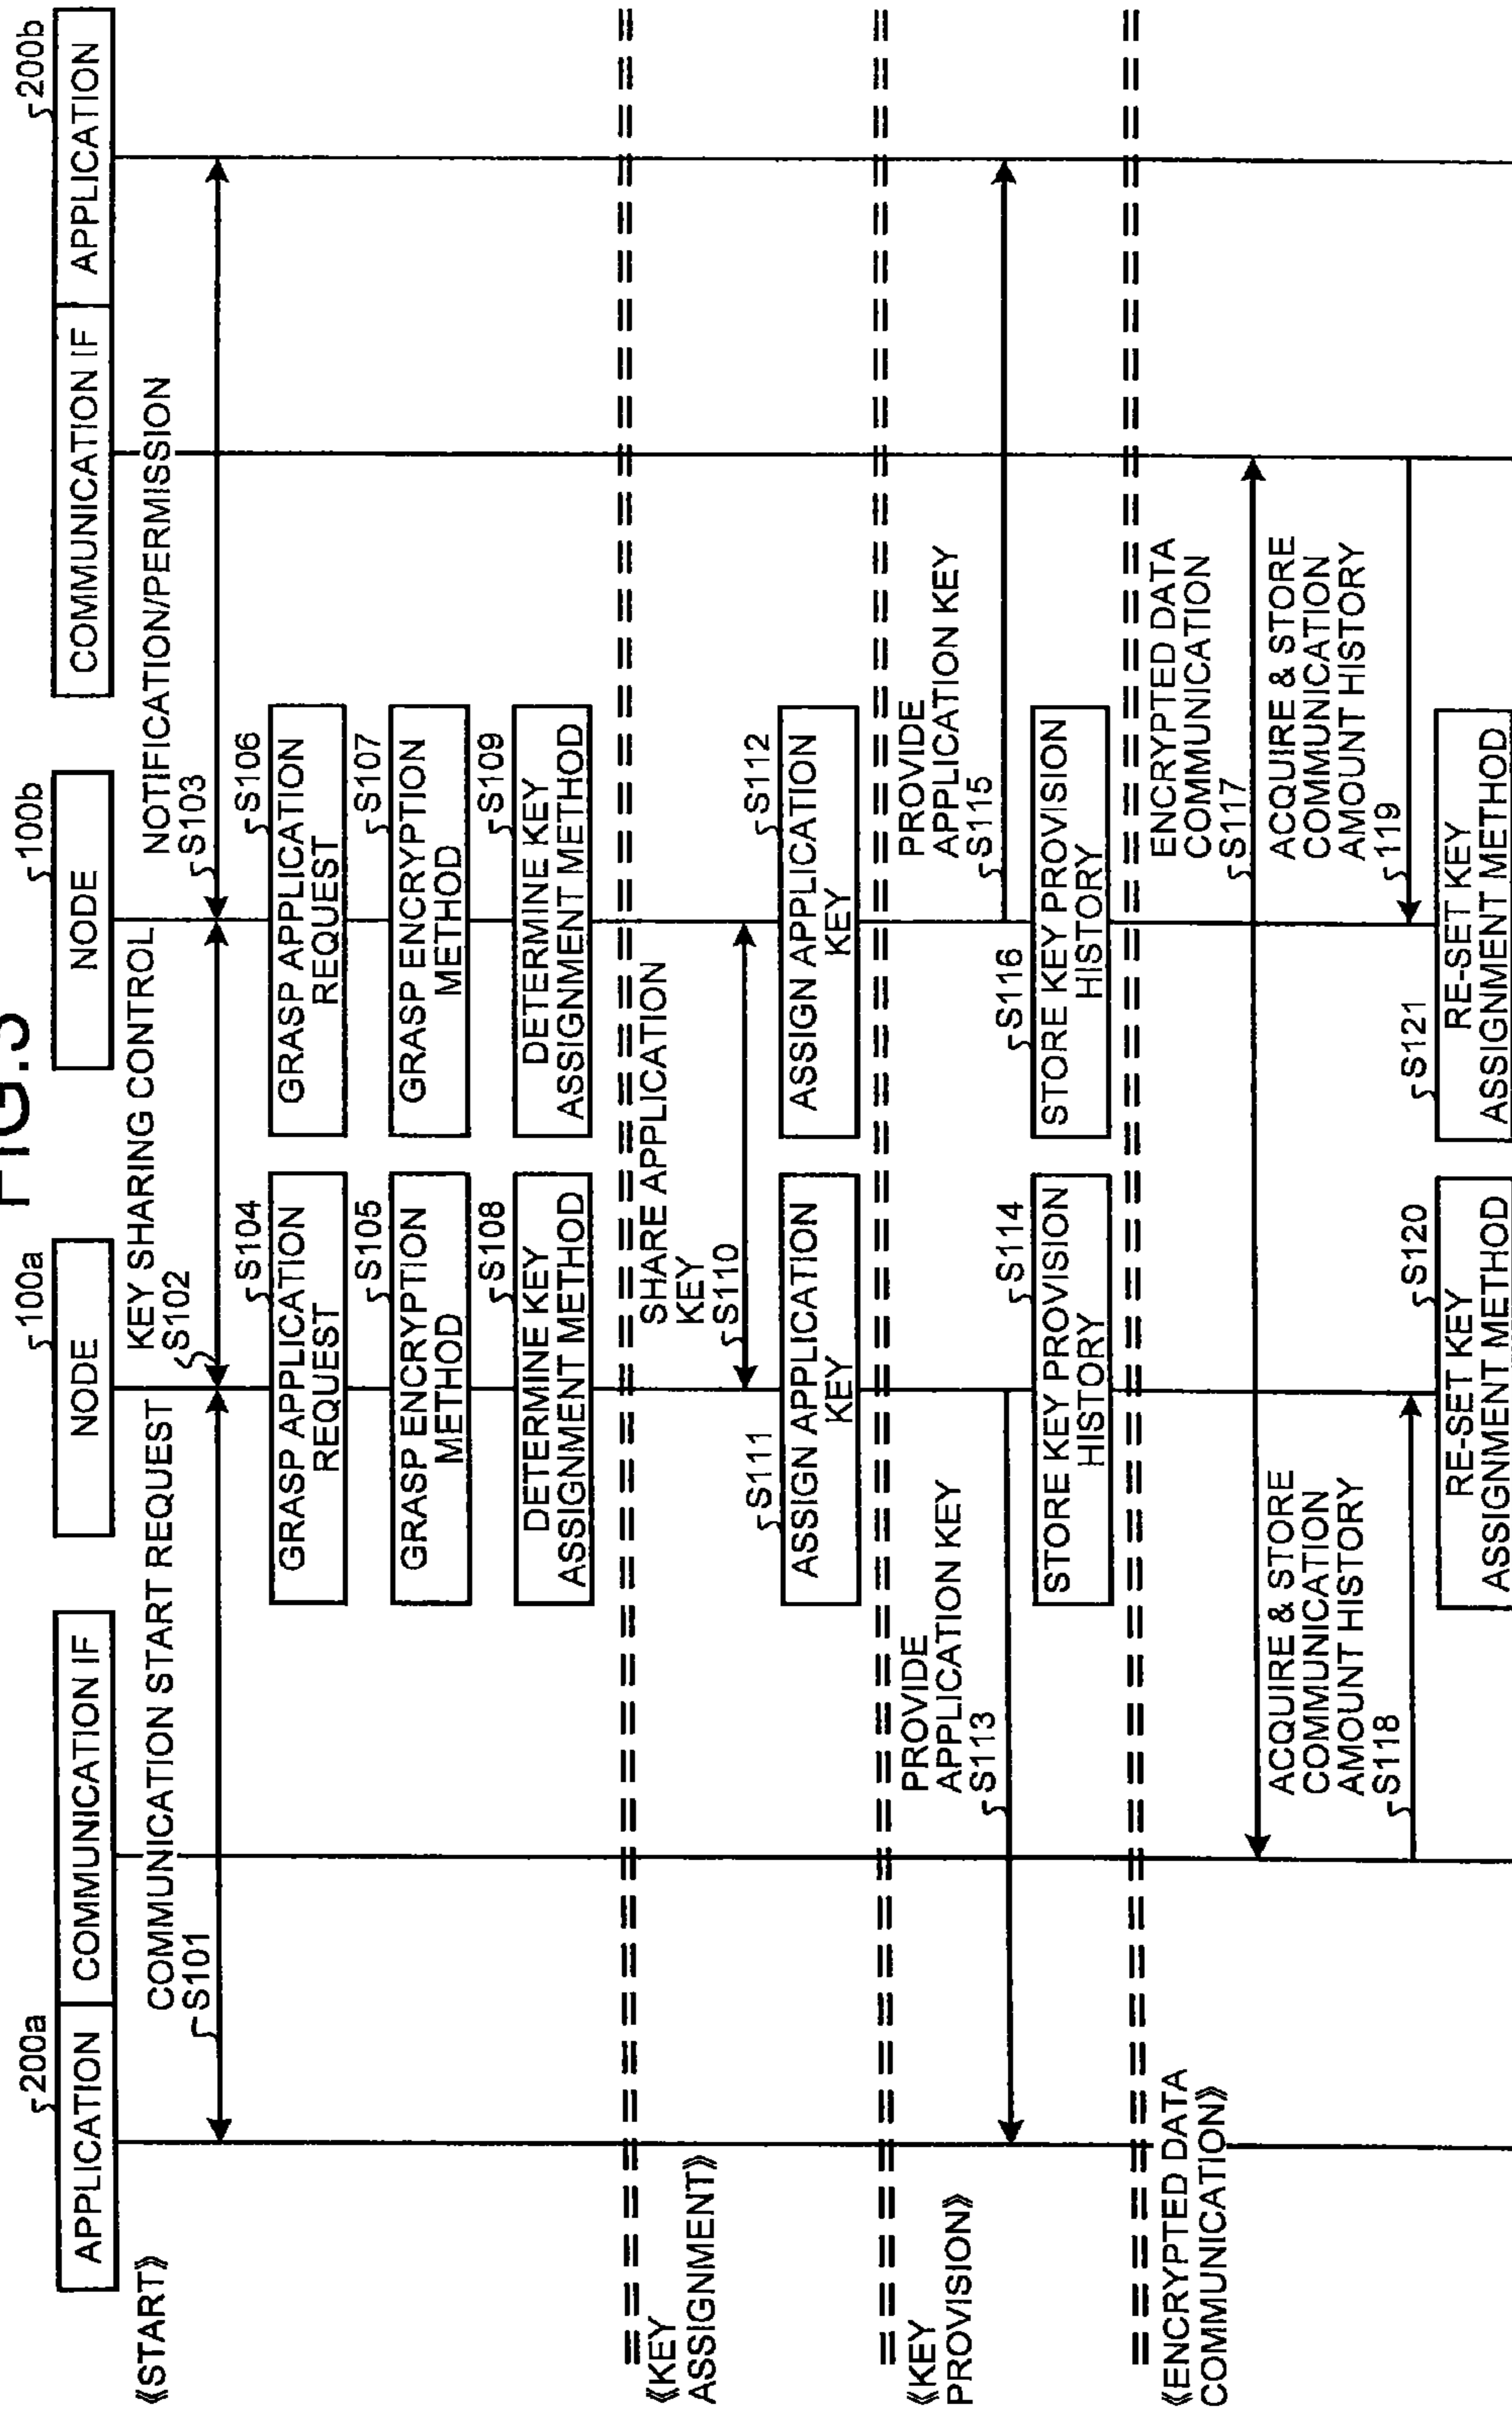 200a
100a
100b
200b
APPLICATION
COMMUNICATION IF
NODE
NODE
COMMUNICATION IF
APPLICATION
《START》
COMMUNICATION START REQUEST
S101
KEY SHARING CONTROL
S102
NOTIFICATION/PERMISSION
S103
S104
GRASP APPLICATION
REQUEST
S106
GRASP APPLICATION
REQUEST
S105
GRASP ENCRYPTION
METHOD
S107
GRASP ENCRYPTION
METHOD
S108
DETERMINE KEY
ASSIGNMENT METHOD
S109
DETERMINE KEY
ASSIGNMENT METHOD
《KEY
ASSIGNMENT》
SHARE APPLICATION
KEY
S110
S111
ASSIGN APPLICATION
KEY
S112
ASSIGN APPLICATION
KEY
《KEY
PROVISION》
PROVIDE
APPLICATION KEY
S113
PROVIDE
APPLICATION KEY
S115
S114
STORE KEY PROVISION
HISTORY
S116
STORE KEY PROVISION
HISTORY
《ENCRYPTED DATA
COMMUNICATION》
ENCRYPTED DATA
COMMUNICATION
S117
ACQUIRE & STORE
COMMUNICATION
AMOUNT HISTORY
S118
ACQUIRE & STORE
COMMUNICATION
AMOUNT HISTORY
119
S120
RE-SET KEY
ASSIGNMENT METHOD
S121
RE-SET KEY
ASSIGNMENT METHOD